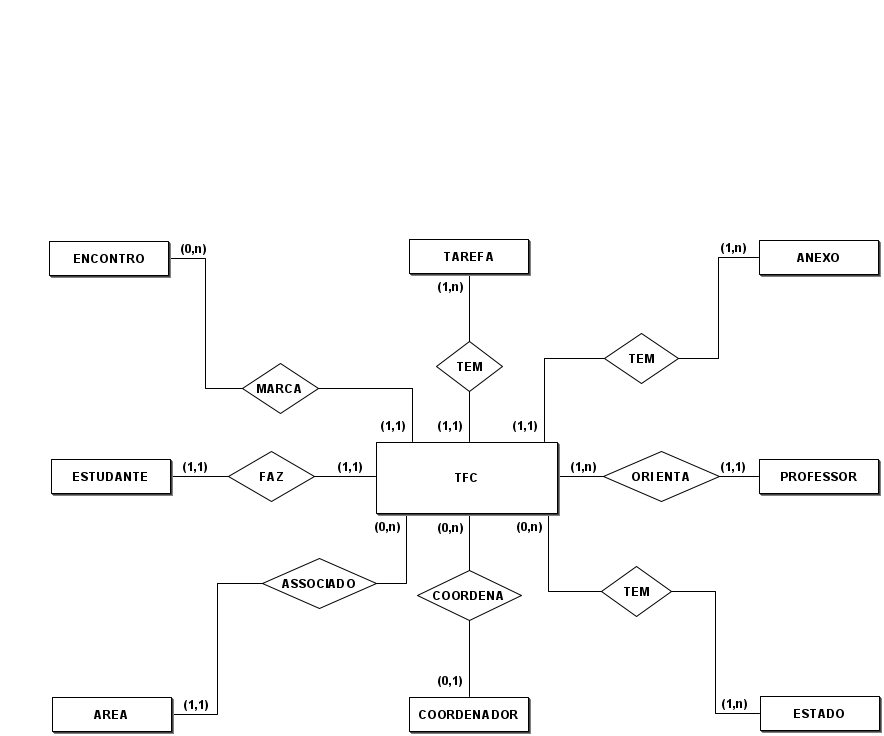 ENCONTRO
(0,n)
TAREFA
(1,n)
(1,n)
ANEXO
MARCA
TEM
TEM
(1,1)
(1,1)
(1,1)
ESTUDANTE
(1,1)
FAZ
(1,1)
TFC
(1,n)
ORIENTA
(1,1)
PROFESSOR
(0,n)
(0,n)
(0,n)
ASSOCIADO
COORDENA
TEM
AREA
(1,1)
(0,1)
COORDENADOR
(1,n)
ESTADO